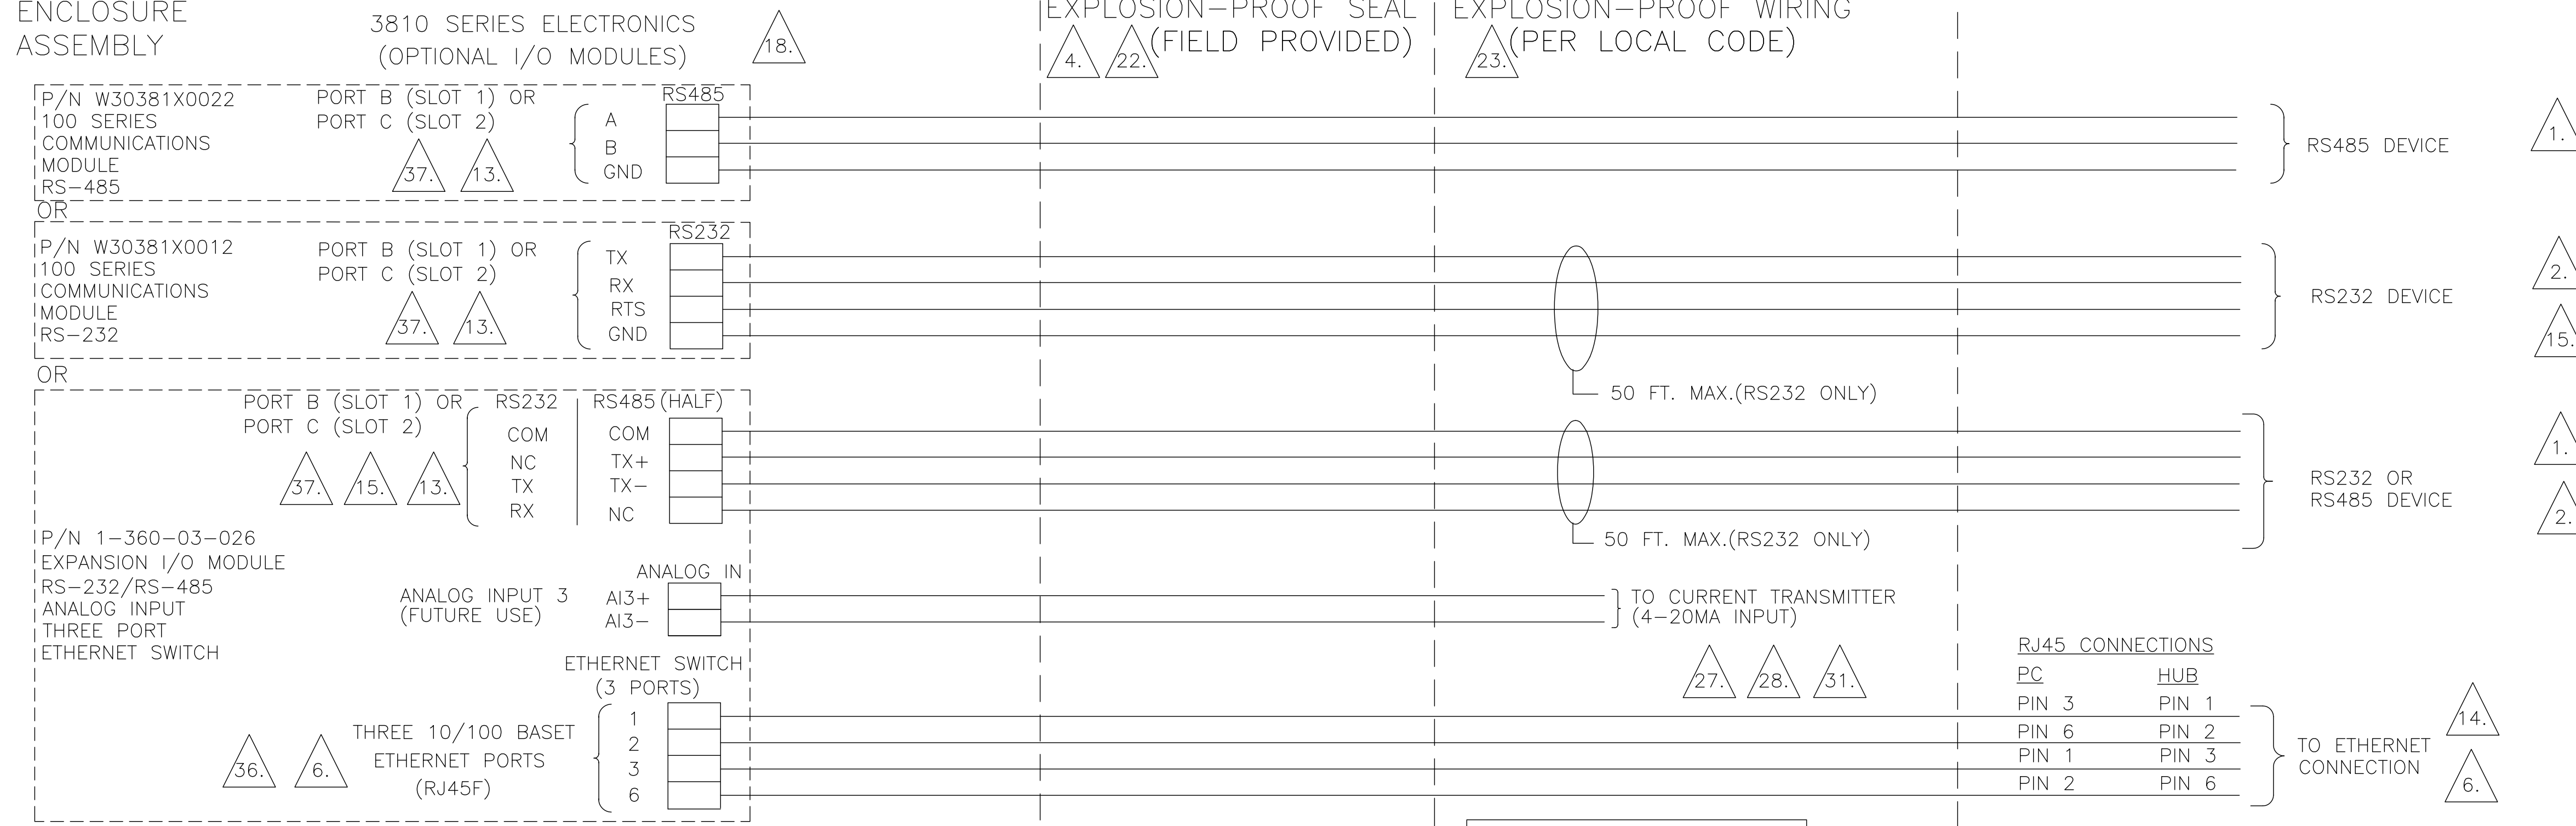 ENCLOSURE
ASSEMBLY
3810 SERIES ELECTRONICS
(OPTIONAL I/O MODULES)
18.
EXPLOSION-PROOF SEAL
(FIELD PROVIDED)
4.
22.
EXPLOSION-PROOF WIRING
(PER LOCAL CODE)
23.
P/N W30381X0022
100 SERIES
COMMUNICATIONS
MODULE
RS-485
PORT B (SLOT 1) OR
PORT C (SLOT 2)
37.
13.
RS485
A
B
GND
RS485 DEVICE
1.
OR
P/N W30381X0012
100 SERIES
COMMUNICATIONS
MODULE
RS-232
PORT B (SLOT 1) OR
PORT C (SLOT 2)
37.
13.
RS232
TX
RX
RTS
GND
50 FT. MAX.(RS232 ONLY)
RS232 DEVICE
2.
15.
OR
PORT B (SLOT 1) OR
PORT C (SLOT 2)
37.
15.
13.
RS232
COM
NC
TX
RX
RS485(HALF)
COM
TX+
TX-
NC
50 FT. MAX.(RS232 ONLY)
RS232 OR
RS485 DEVICE
1.
2.
P/N 1-360-03-026
EXPANSION I/O MODULE
RS-232/RS-485
ANALOG INPUT
THREE PORT
ETHERNET SWITCH
ANALOG INPUT 3
(FUTURE USE)
ANALOG IN
AI3+
AI3-
TO CURRENT TRANSMITTER
(4-20MA INPUT)
27.
28.
31.
ETHERNET SWITCH
(3 PORTS)
36.
6.
THREE 10/100 BASET
ETHERNET PORTS
(RJ45F)
1
2
3
6
RJ45 CONNECTIONS
PC HUB
PIN 3 PIN 1
PIN 6 PIN 2
PIN 1 PIN 3
PIN 2 PIN 6
TO ETHERNET
CONNECTION
14.
6.